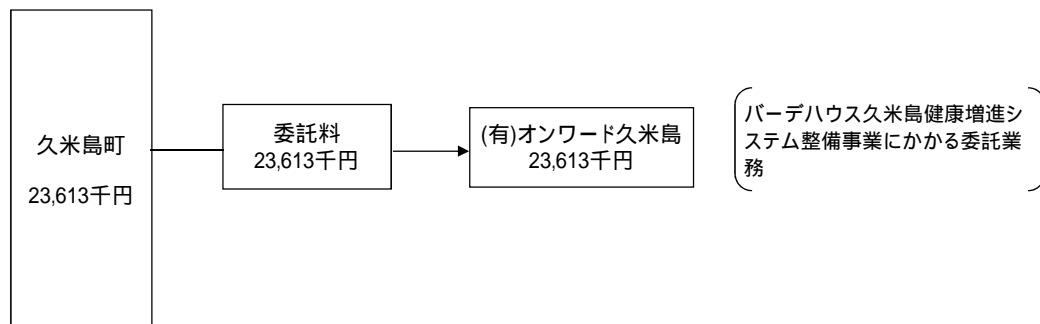 久米島町
23,613千円
委託料
23,613千円
(有)オンワード久米島
23,613千円
バーデハウス久米島健康増進シ
ステム整備事業にかかる委託業
務